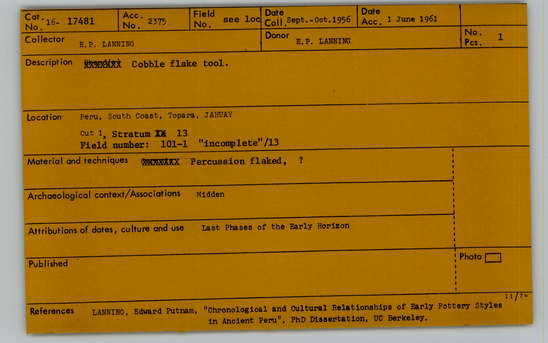 Cat. No. 16- 17481 Acc. No. 2375 Field No. see loc Date Coll. Sept.-Oct. 1956 Date Acc. 1 June 1961
Collector E.P. LANNING Donor E.P. LANNING No. Pcs. 1
Description Cobble flake tool.
Location Peru, South Coast, Topara, JAHUAY
Cut 1, Stratum 13
Field number: 101-1 "incomplete"/13
Material and techniques Percussion flaked, ?
Archaeological context/Associations Midden
Attributions of dates, culture and use Last Phases of the Early Horizon
Published Photo
11/74
References LANNING, Edward Putnam, "Chronological and Cultural Relationships of Early Pottery Styles
in Ancient Peru", PhD Dissertation, UC Berkeley.